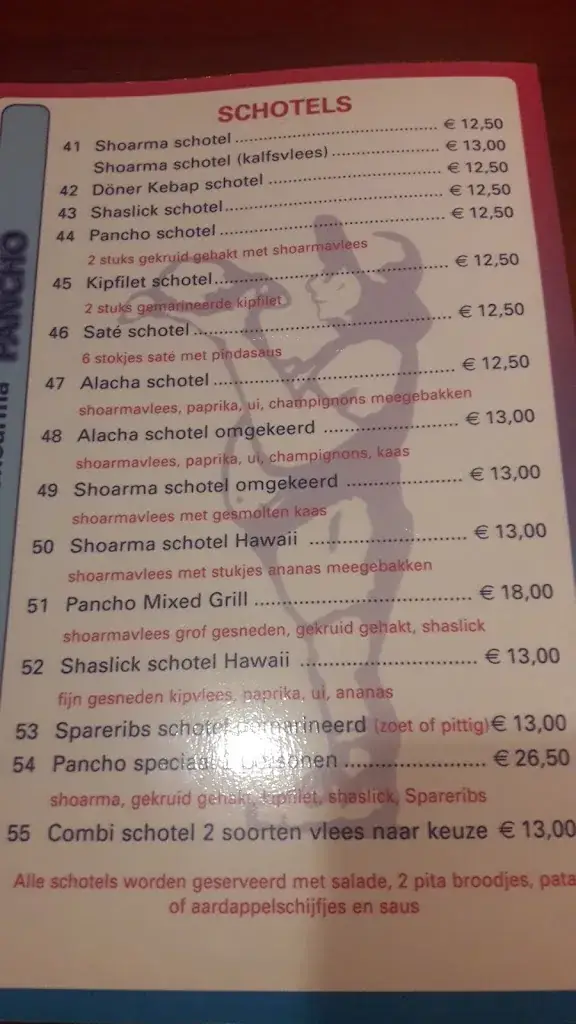 SCHOTELS
41 Shoarma schotel € 12,50
Shoarma schotel (kalfsvlees) € 13,00
42 Döner Kebap schotel € 12,50
43 Shaslick schotel € 12,50
44 Pancho schotel € 12,50
2 stuks gekruid gehakt met shoarmavlees
45 Kipfilet schotel € 12,50
2 stuks gemarineerde kipfilet
46 Saté schotel € 12,50
6 stokjes saté met pindasaus
47 Alacha schotel € 12,50
shoarmavlees, paprika, ui, champignons meegebakken
48 Alacha schotel omgekeerd € 13,00
shoarmavlees, paprika, ui, champignons, kaas
49 Shoarma schotel omgekeerd € 13,00
shoarmavlees met gesmolten kaas
50 Shoarma schotel Hawaii € 13,00
shoarmavlees met stukjes ananas meegebakken
51 Pancho Mixed Grill € 18,00
shoarmavlees grof gesneden, gekruid gehakt, shaslick
52 Shaslick schotel Hawaii € 13,00
fijn gesneden kipvlees, paprika, ui, ananas
53 Spareribs schotel gemarineerd (zoet of pittig) € 13,00
54 Pancho speciaal personen € 26,50
shoarma, gekruid gehakt, kipfilet, shaslick, Spareribs
55 Combi schotel 2 soorten vlees naar keuze € 13,00
Alle schotels worden geserveerd met salade, 2 pita broodjes, pata
of aardappelschijfjes en saus
PANCHO